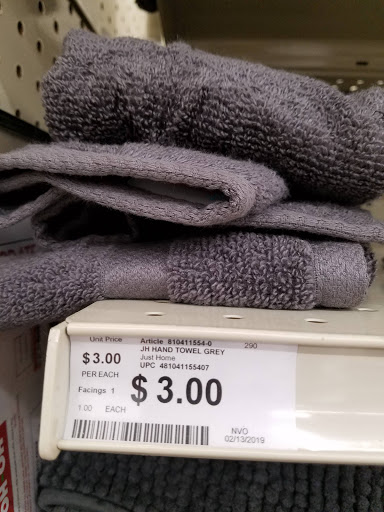 Unit Price
Article 810411554-0 290
JH HAND TOWEL GREY
$3.00 Just Home
UPC 481041155407
PER EACH
Facings 1
$3.00
1.00 EACH
NVO
02/13/2019